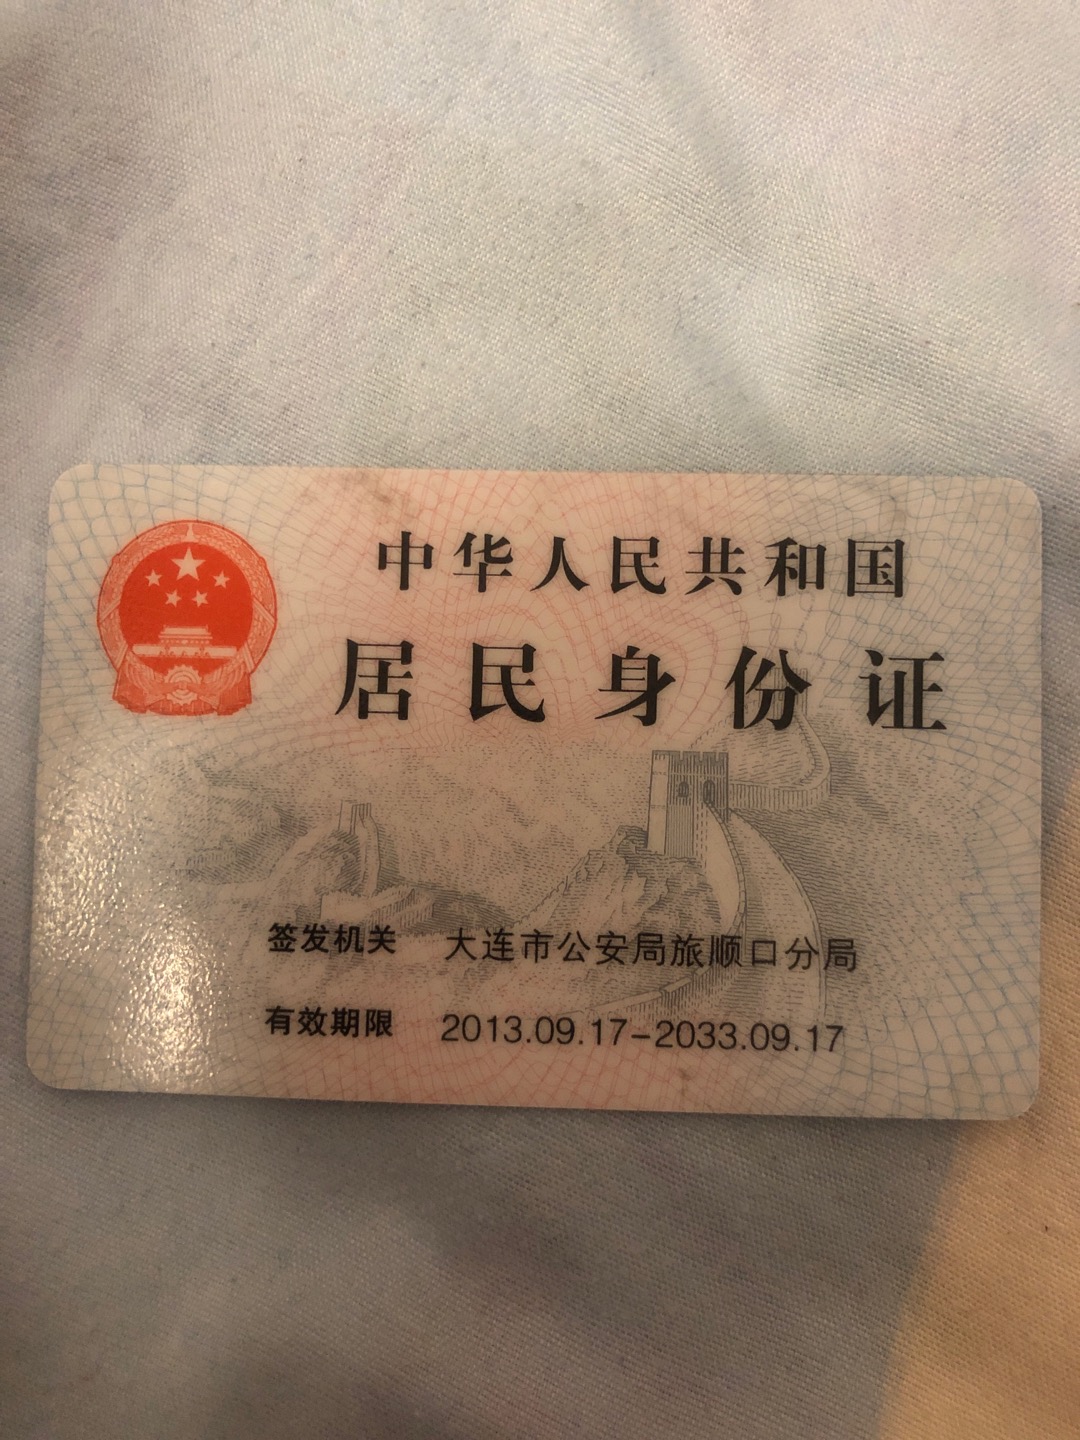 中华人民共和国
居民身份证
签发机关 大连市公安局旅顺口分局
有效期限 2013.09.17-2033.09.17